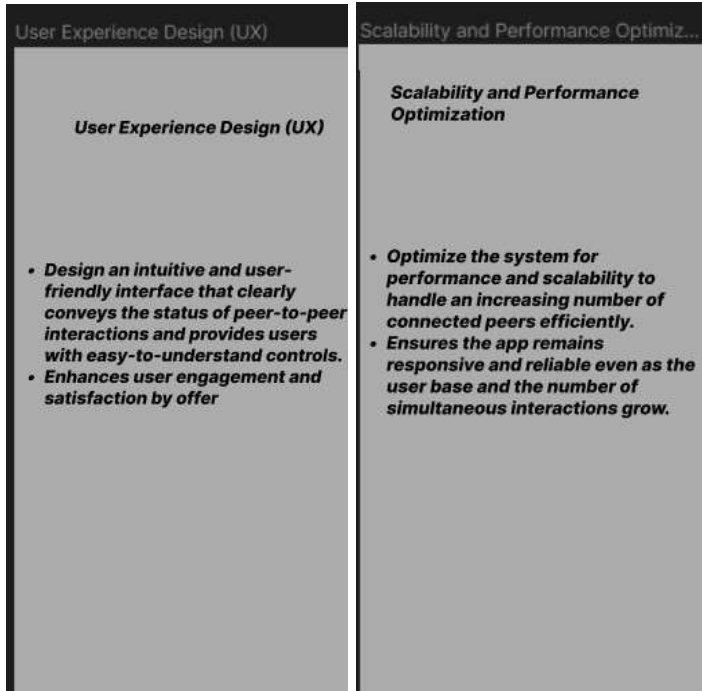 User Experience Design (UX)
User Experience Design (UX)
• Design an intuitive and user-
friendly interface that clearly
conveys the status of peer-to-peer
interactions and provides users
with easy-to-understand controls.
• Enhances user engagement and
satisfaction by offer
Scalability and Performance Optimiz...
Scalability and Performance
Optimization
• Optimize the system for
performance and scalability to
handle an increasing number of
connected peers efficiently.
• Ensures the app remains
responsive and reliable even as the
user base and the number of
simultaneous interactions grow.